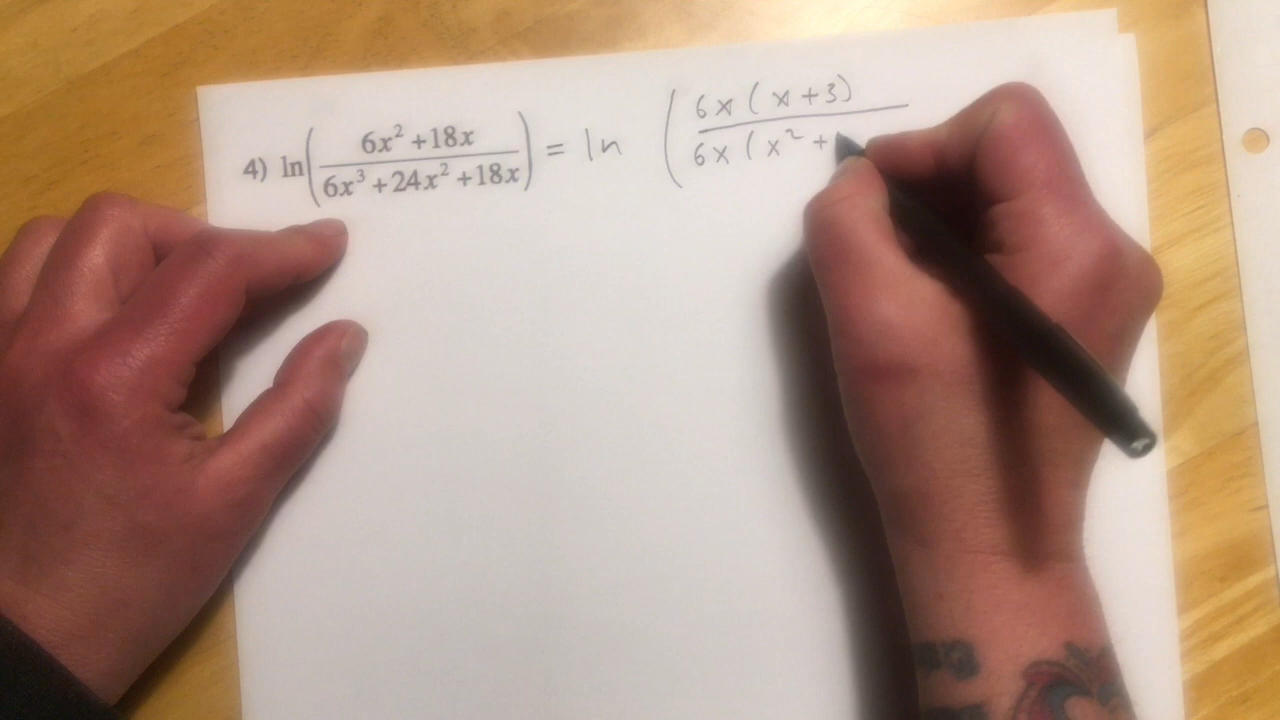 4) ln( (6x² +18x)/(6x³ +24x² +18x) ) = ln ( 6x ( x +3) / 6x ( x² +